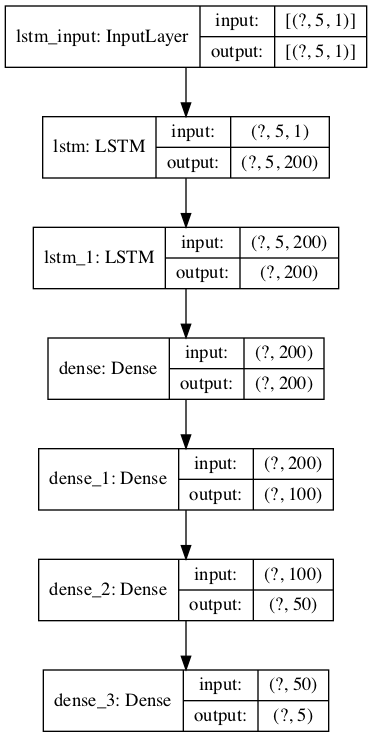 lstm_input: InputLayer input: [(?, 5, 1)]
output: [(?, 5, 1)]
lstm: LSTM input: (?, 5, 1)
output: (?, 5, 200)
lstm_1: LSTM input: (?, 5, 200)
output: (?, 200)
dense: Dense input: (?, 200)
output: (?, 200)
dense_1: Dense input: (?, 200)
output: (?, 100)
dense_2: Dense input: (?, 100)
output: (?, 50)
dense_3: Dense input: (?, 50)
output: (?, 5)